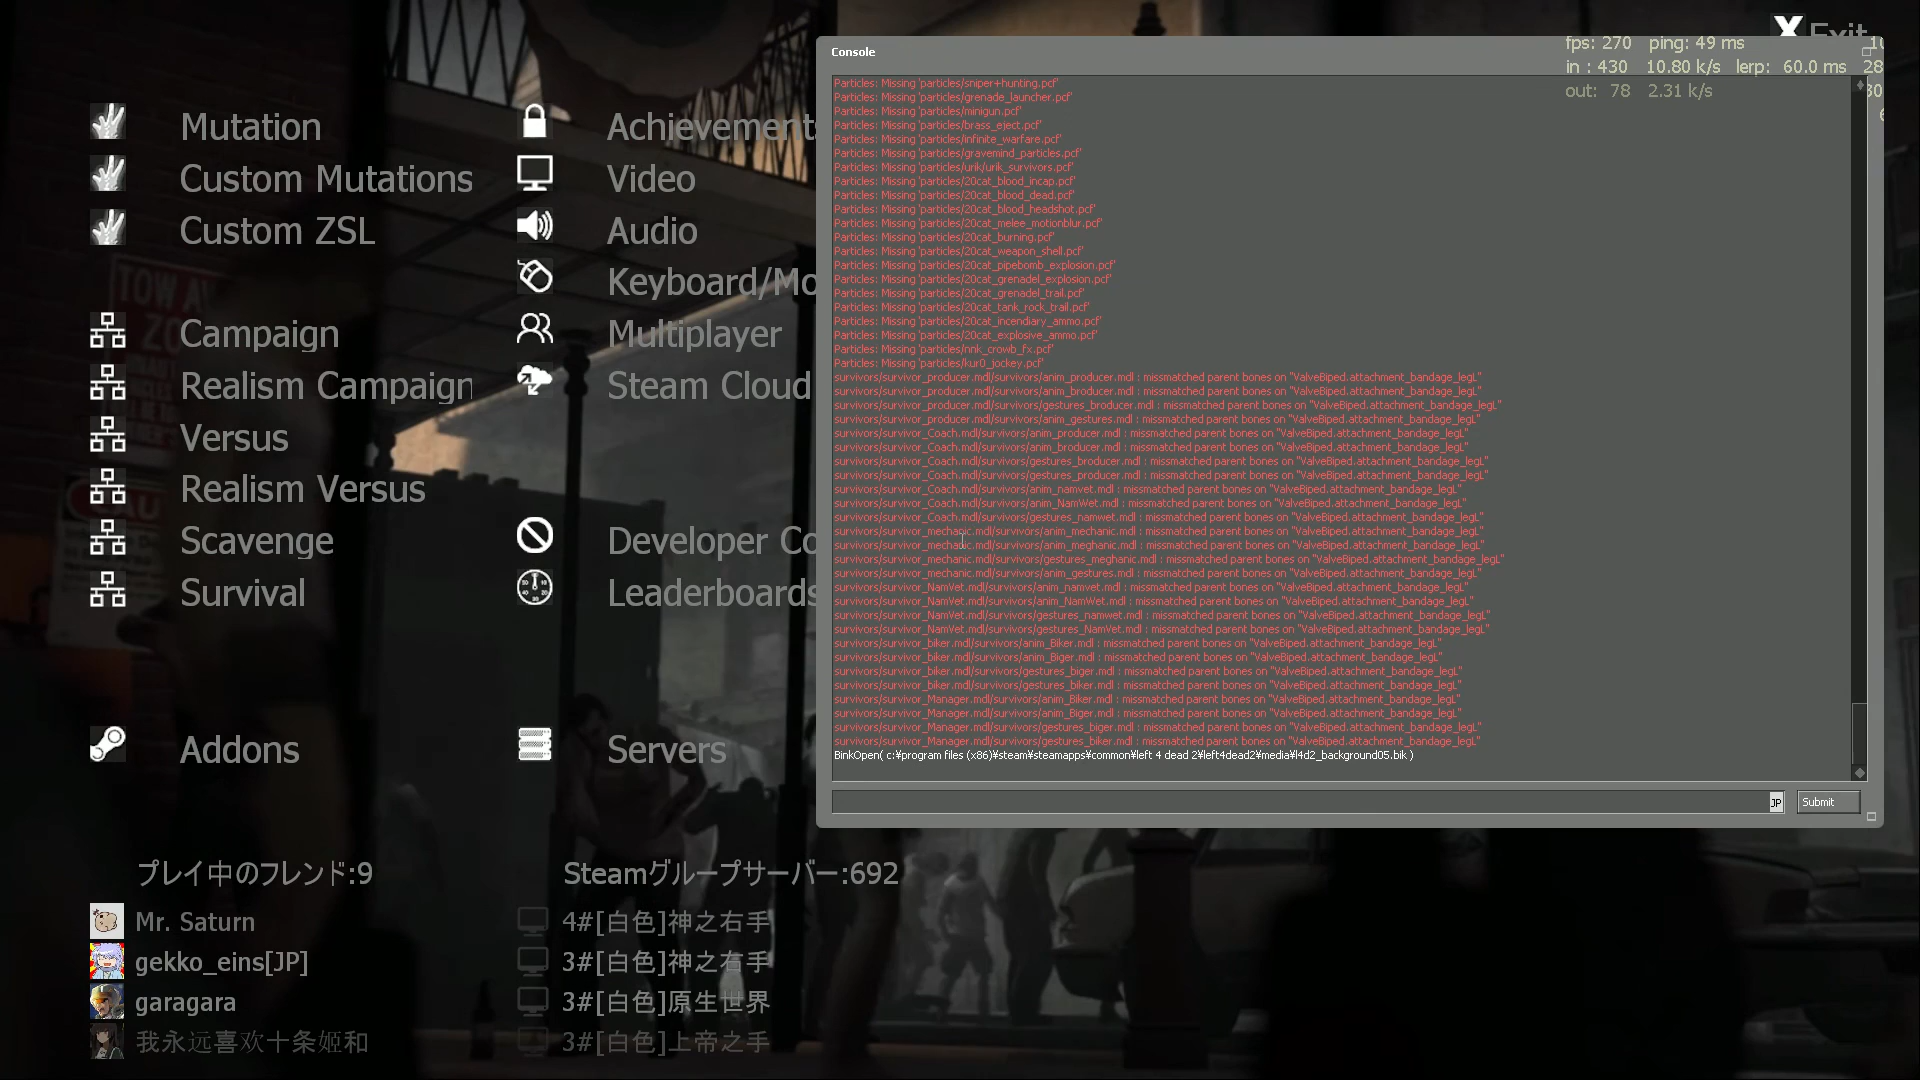 Exit
Mutation
Custom Mutations
Custom ZSL
Campaign
Realism Campaign
Versus
Realism Versus
Scavenge
Survival
Addons
Achievements
Video
Audio
Keyboard/Mo
Multiplayer
Steam Cloud
Developer Co
Leaderboards
Servers
TOW
Console
fps: 270 ping: 49 ms
in : 430 10.80 k/s lerp: 60.0 ms 28
out: 78 2.31 k/s
Particles: Missing 'particles/sniper+hunting.pcf'
Particles: Missing 'particles/grenade_launcher.pcf'
Particles: Missing 'particles/minigun.pcf'
Particles: Missing 'particles/brass_eject.pcf'
Particles: Missing 'particles/infinite_warfare.pcf'
Particles: Missing 'particles/gravemind_particles.pcf'
Particles: Missing 'particles/urik/urik_survivors.pcf'
Particles: Missing 'particles/20cat_blood_incap.pcf'
Particles: Missing 'particles/20cat_blood_dead.pcf'
Particles: Missing 'particles/20cat_blood_headshot.pcf'
Particles: Missing 'particles/20cat_melee_motionblur.pcf'
Particles: Missing 'particles/20cat_burning.pcf'
Particles: Missing 'particles/20cat_weapon_shell.pcf'
Particles: Missing 'particles/20cat_pipebomb_explosion.pcf'
Particles: Missing 'particles/20cat_grenadel_explosion.pcf'
Particles: Missing 'particles/20cat_grenadel_trail.pcf'
Particles: Missing 'particles/20cat_tank_rock_trail.pcf'
Particles: Missing 'particles/20cat_incendiary_ammo.pcf'
Particles: Missing 'particles/20cat_explosive_ammo.pcf'
Particles: Missing 'particles/nnk_crowb_fx.pcf'
Particles: Missing 'particles/kur0_jockey.pcf'
survivors/survivor_producer.mdl/survivors/anim_producer.mdl : missmatched parent bones on "ValveBiped.attachment_bandage_legL"
survivors/survivor_producer.mdl/survivors/anim_broducer.mdl : missmatched parent bones on "ValveBiped.attachment_bandage_legL"
survivors/survivor_producer.mdl/survivors/gestures_broducer.mdl : missmatched parent bones on "ValveBiped.attachment_bandage_legL"
survivors/survivor_producer.mdl/survivors/anim_gestures.mdl : missmatched parent bones on "ValveBiped.attachment_bandage_legL"
survivors/survivor_Coach.mdl/survivors/anim_producer.mdl : missmatched parent bones on "ValveBiped.attachment_bandage_legL"
survivors/survivor_Coach.mdl/survivors/anim_broducer.mdl : missmatched parent bones on "ValveBiped.attachment_bandage_legL"
survivors/survivor_Coach.mdl/survivors/gestures_broducer.mdl : missmatched parent bones on "ValveBiped.attachment_bandage_legL"
survivors/survivor_Coach.mdl/survivors/gestures_producer.mdl : missmatched parent bones on "ValveBiped.attachment_bandage_legL"
survivors/survivor_Coach.mdl/survivors/anim_namvet.mdl : missmatched parent bones on "ValveBiped.attachment_bandage_legL"
survivors/survivor_Coach.mdl/survivors/anim_NamWet.mdl : missmatched parent bones on "ValveBiped.attachment_bandage_legL"
survivors/survivor_Coach.mdl/survivors/gestures_namwet.mdl : missmatched parent bones on "ValveBiped.attachment_bandage_legL"
survivors/survivor_mechanic.mdl/survivors/anim_mechanic.mdl : missmatched parent bones on "ValveBiped.attachment_bandage_legL"
survivors/survivor_mechanic.mdl/survivors/anim_meghanic.mdl : missmatched parent bones on "ValveBiped.attachment_bandage_legL"
survivors/survivor_mechanic.mdl/survivors/gestures_meghanic.mdl : missmatched parent bones on "ValveBiped.attachment_bandage_legL"
survivors/survivor_mechanic.mdl/survivors/anim_gestures.mdl : missmatched parent bones on "ValveBiped.attachment_bandage_legL"
survivors/survivor_NamVet.mdl/survivors/anim_namvet.mdl : missmatched parent bones on "ValveBiped.attachment_bandage_legL"
survivors/survivor_NamVet.mdl/survivors/anim_NamWet.mdl : missmatched parent bones on "ValveBiped.attachment_bandage_legL"
survivors/survivor_NamVet.mdl/survivors/gestures_namwet.mdl : missmatched parent bones on "ValveBiped.attachment_bandage_legL"
survivors/survivor_NamVet.mdl/survivors/gestures_NamVet.mdl : missmatched parent bones on "ValveBiped.attachment_bandage_legL"
survivors/survivor_biker.mdl/survivors/anim_Biker.mdl : missmatched parent bones on "ValveBiped.attachment_bandage_legL"
survivors/survivor_biker.mdl/survivors/anim_Biger.mdl : missmatched parent bones on "ValveBiped.attachment_bandage_legL"
survivors/survivor_biker.mdl/survivors/gestures_biger.mdl : missmatched parent bones on "ValveBiped.attachment_bandage_legL"
survivors/survivor_biker.mdl/survivors/gestures_biker.mdl : missmatched parent bones on "ValveBiped.attachment_bandage_legL"
survivors/survivor_Manager.mdl/survivors/anim_Biker.mdl : missmatched parent bones on "ValveBiped.attachment_bandage_legL"
survivors/survivor_Manager.mdl/survivors/anim_Biger.mdl : missmatched parent bones on "ValveBiped.attachment_bandage_legL"
survivors/survivor_Manager.mdl/survivors/gestures_biger.mdl : missmatched parent bones on "ValveBiped.attachment_bandage_legL"
survivors/survivor_Manager.mdl/survivors/gestures_biker.mdl : missmatched parent bones on "ValveBiped.attachment_bandage_legL"
BinkOpen( c:¥program files (x86)¥steam¥steamapps¥common¥left 4 dead 2¥left4dead2¥media¥l4d2_background05.bik )
JP
Submit
プレイ中のフレンド:9
Mr. Saturn
gekko_eins[JP]
garagara
我永远喜欢十条姬和
Steamグループサーバー:692
4#[白色]神之右手
3#[白色]神之右手
3#[白色]原生世界
3#[白色]上帝之手